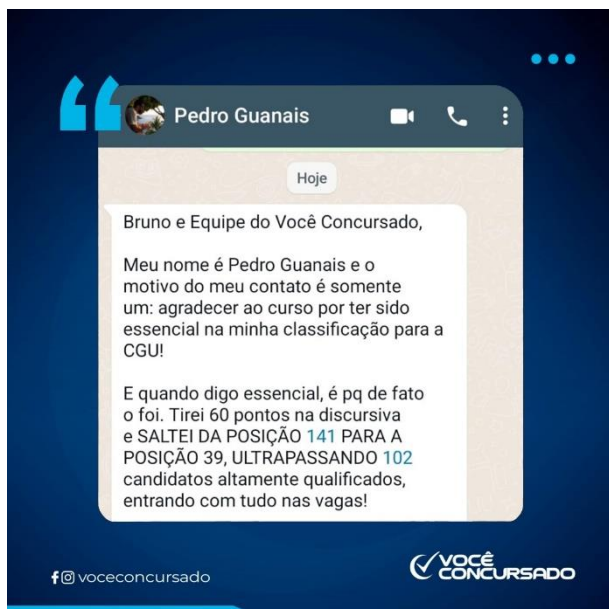 Pedro Guanais
Hoje
Bruno e Equipe do Você Concursado,
Meu nome é Pedro Guanais e o
motivo do meu contato é somente
um: agradecer ao curso por ter sido
essencial na minha classificação para a
CGU!
E quando digo essencial, é pq de fato
o foi. Tirei 60 pontos na discursiva
e SALTEI DA POSIÇÃO 141 PARA A
POSIÇÃO 39, ULTRAPASSANDO 102
candidatos altamente qualificados,
entrando com tudo nas vagas!
voceconcursado
VOCÊ
CONCURSADO